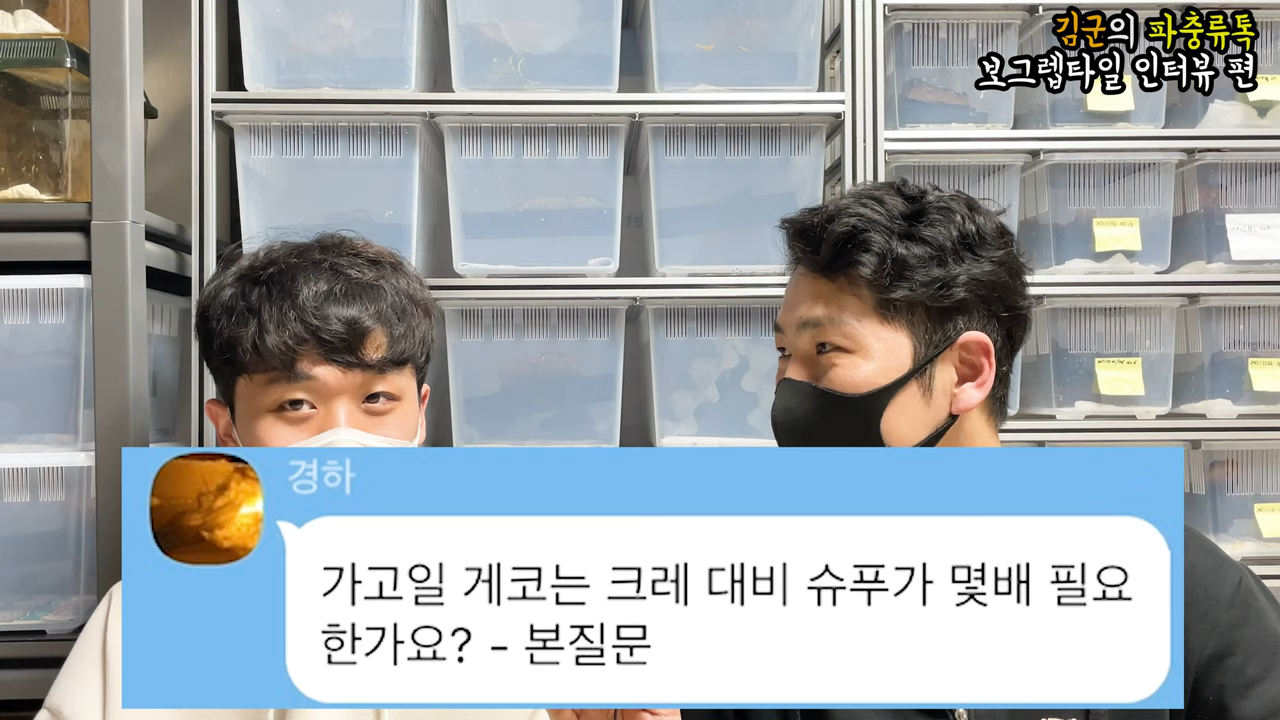 김군의 파충류톡
보그렙타일 인터뷰 편
경하
가고일 게코는 크레 대비 슈푸가 몇배 필요
한가요? - 본질문